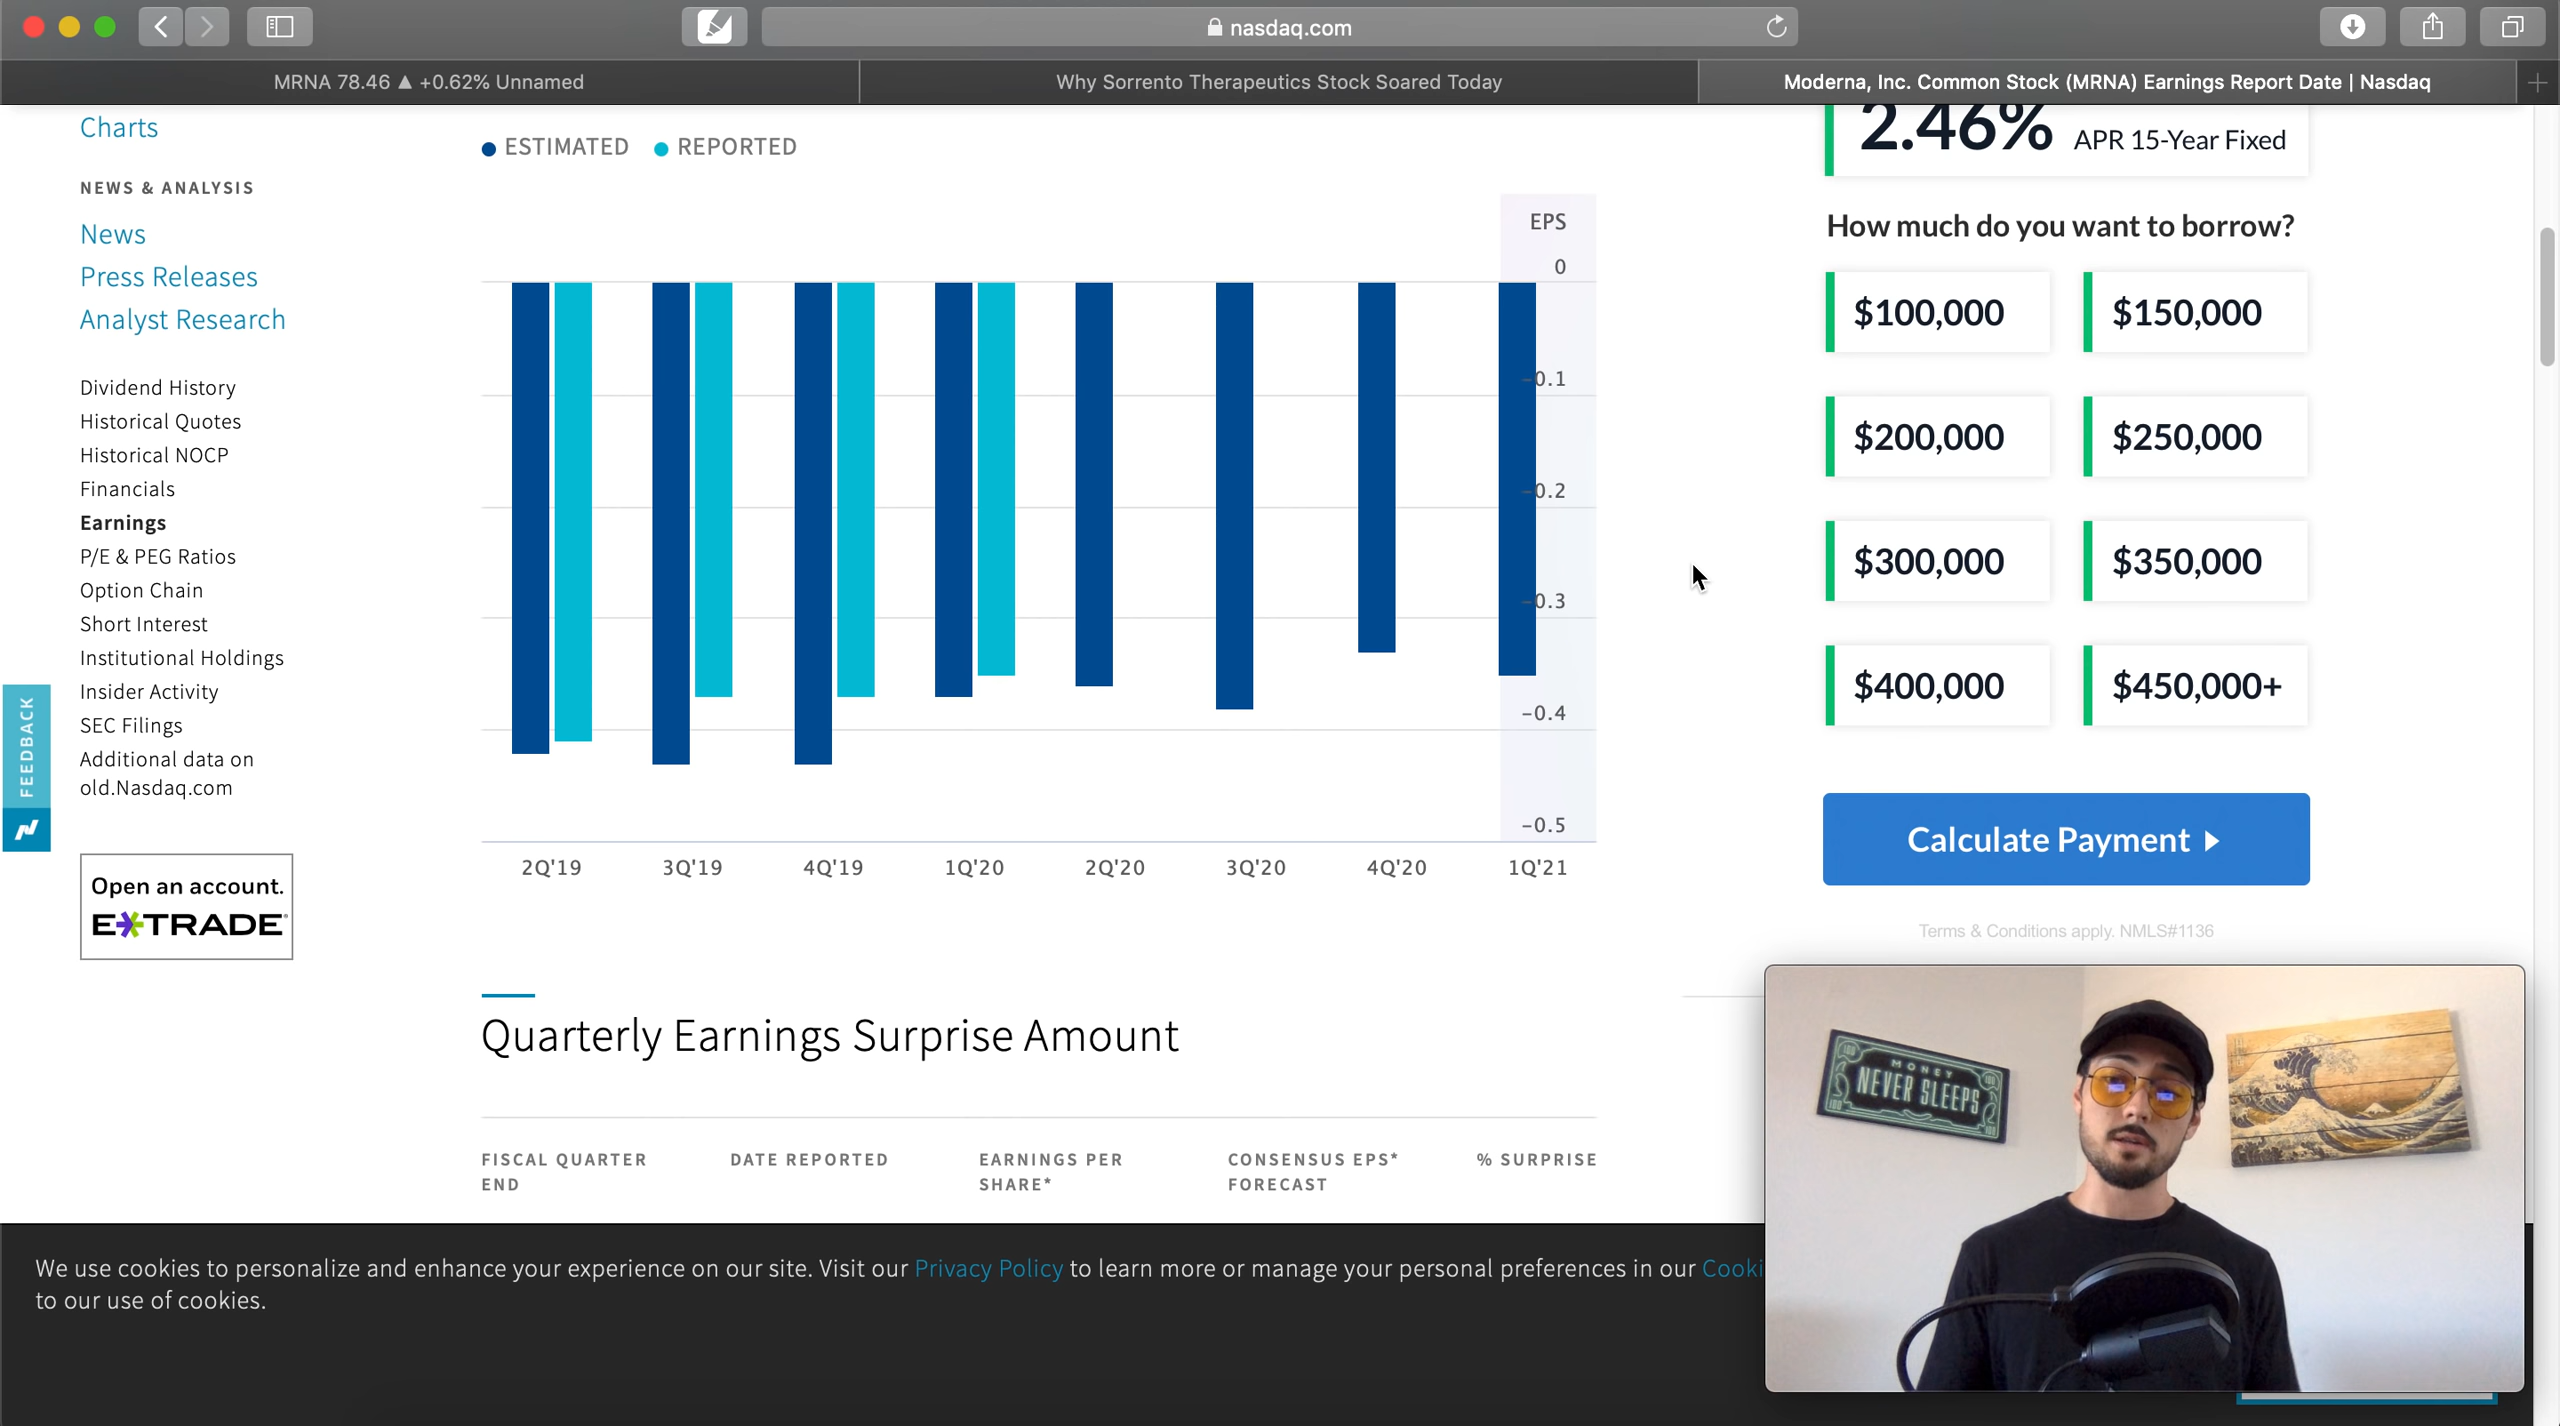 nasdaq.com
MRNA 78.46 ▲ +0.62% Unnamed
Why Sorrento Therapeutics Stock Soared Today
Moderna, Inc. Common Stock (MRNA) Earnings Report Date | Nasdaq
Charts
NEWS & ANALYSIS
News
Press Releases
Analyst Research
Dividend History
Historical Quotes
Historical NOCP
Financials
Earnings
P/E & PEG Ratios
Option Chain
Short Interest
Institutional Holdings
Insider Activity
SEC Filings
Additional data on
old.Nasdaq.com
FEEDBACK
Open an account.
E*TRADE
ESTIMATED REPORTED
EPS
0
-0.1
-0.2
-0.3
-0.4
-0.5
2Q'19 3Q'19 4Q'19 1Q'20 2Q'20 3Q'20 4Q'20 1Q'21
Quarterly Earnings Surprise Amount
FISCAL QUARTER
END
DATE REPORTED
EARNINGS PER
SHARE*
CONSENSUS EPS*
FORECAST
% SURPRISE
2.46% APR 15-Year Fixed
How much do you want to borrow?
$100,000 $150,000
$200,000 $250,000
$300,000 $350,000
$400,000 $450,000+
Calculate Payment
Terms & Conditions apply. NMLS#1136
MONEY
NEVER SLEEPS
We use cookies to personalize and enhance your experience on our site. Visit our Privacy Policy to learn more or manage your personal preferences in our Cooki
to our use of cookies.